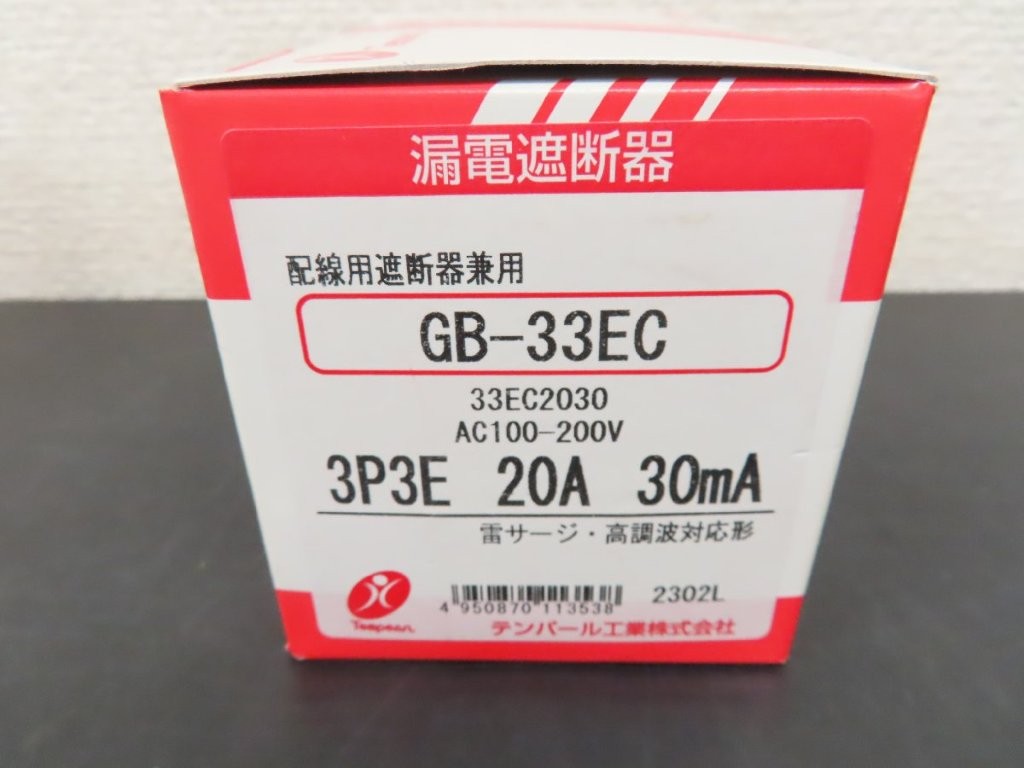 漏電遮断器
配線用遮断器兼用
GB-33EC
33EC2030
AC100-200V
3P3E 20A 30mA
雷サージ・高調波対応形
Tempearl
4 950870 113538
2302L
テンパール工業株式会社